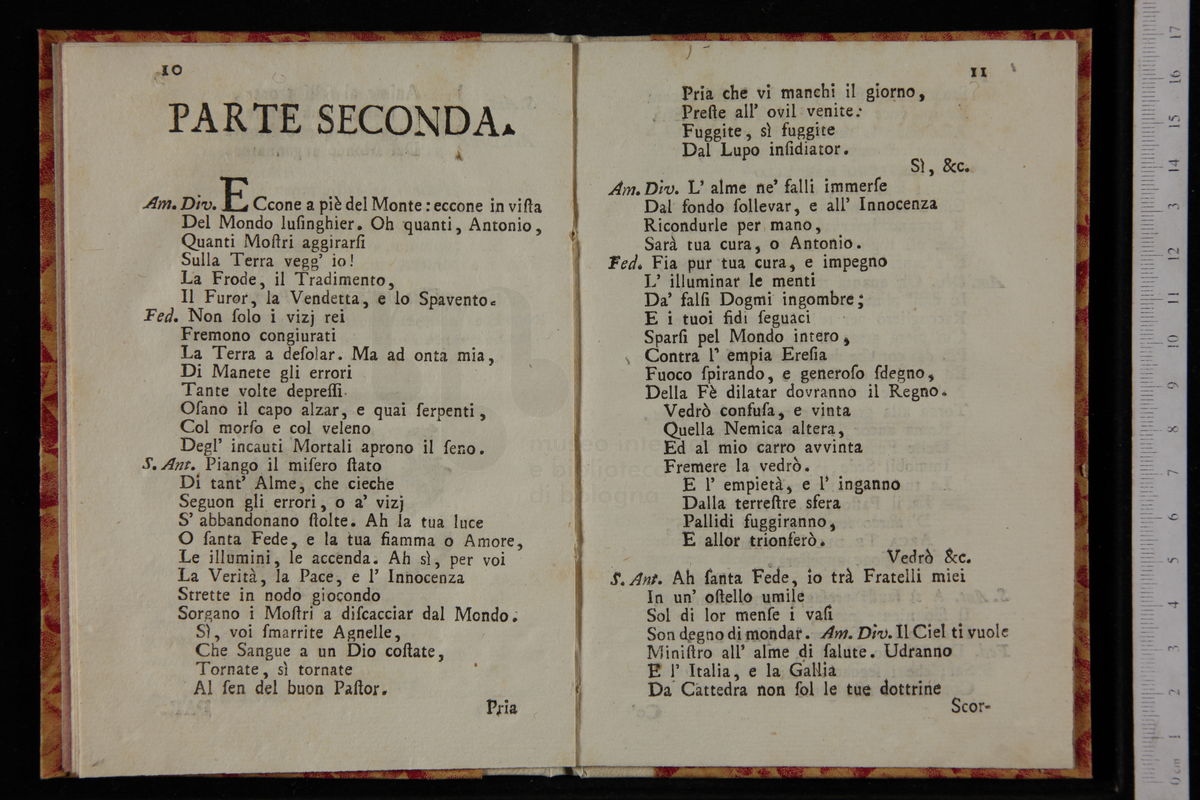 10
PARTE SECONDA.
Am. Div. ECcone a piè del Monte: eccone in viſta
Del Mondo luſinghier. Oh quanti, Antonio,
Quanti Moſtri aggirarſi
Sulla Terra vegg' io!
La Frode, il Tradimento,
Il Furor, la Vendetta, e lo Spavento.
Fed. Non ſolo i vizj rei
Fremono congiurati
La Terra a deſolar. Ma ad onta mia,
Di Manete gli errori
Tante volte depreſſi
Oſano il capo alzar, e quai ſerpenti,
Col morſo e col veleno
Degl' incauti Mortali aprono il ſeno.
S. Ant. Piango il miſero ſtato
Di tant' Alme, che cieche
Seguon gli errori, o a' vizj
S' abbandonano ſtolte. Ah la tua luce
O ſanta Fede, e la tua fiamma o Amore,
Le illumini, le accenda. Ah sì, per voi
La Verità, la Pace, e l' Innocenza
Strette in nodo giocondo
Sorgano i Moſtri a diſcacciar dal Mondo.
Sì, voi ſmarrite Agnelle,
Che Sangue a un Dio coſtate,
Tornate, sì tornate
Al ſen del buon Paſtor.
Pria
11
Pria che vi manchi il giorno,
Preſte all' ovil venite:
Fuggite, sì fuggite
Dal Lupo inſidiator.
Sì, &c.
Am. Div. L' alme ne' falli immerſe
Dal fondo ſollevar, e all' Innocenza
Ricondurle per mano,
Sarà tua cura, o Antonio.
Fed. Fia pur tua cura, e impegno
L' illuminar le menti
Da' falſi Dogmi ingombre;
E i tuoi fidi ſeguaci
Sparſi pel Mondo intero,
Contra l' empia Ereſia
Fuoco ſpirando, e generoſo ſdegno,
Della Fè dilatar dovranno il Regno.
Vedrò confuſa, e vinta
Quella Nemica altera,
Ed al mio carro avvinta
Fremere la vedrò.
E l' empietà, e l' inganno
Dalla terreſtre sfera
Pallidi fuggiranno,
E allor trionferò.
Vedrò &c.
S. Ant. Ah ſanta Fede, io trà Fratelli miei
In un' oſtello umile
Sol di lor menſe i vaſi
Son degno di mondar. Am. Div. Il Ciel ti vuole
Miniſtro all' alme di ſalute. Udranno
E l' Italia, e la Gallia
Da Cattedra non ſol le tue dottrine
Scor-